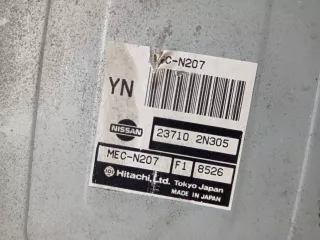 C-N207
YN
NISSAN
23710 2N305
MEC-N207 F1 8526
Hitachi, Ltd. Tokyo Japan
MADE IN JAPAN